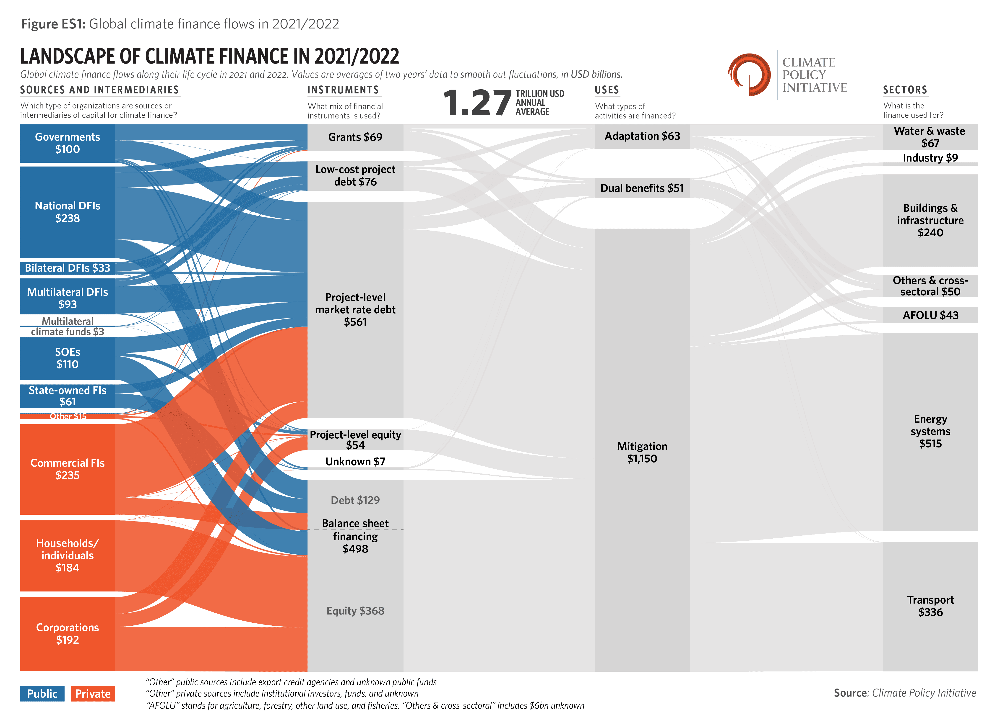 Figure ES1: Global climate finance flows in 2021/2022
LANDSCAPE OF CLIMATE FINANCE IN 2021/2022
Global climate finance flows along their life cycle in 2021 and 2022. Values are averages of two years' data to smooth out fluctuations, in USD billions.
CLIMATE
POLICY
INITIATIVE
SOURCES AND INTERMEDIARIES
Which type of organizations are sources or
intermediaries of capital for climate finance?
INSTRUMENTS
What mix of financial
instruments is used?
1.27
TRILLION USD
ANNUAL
AVERAGE
USES
What types of
activities are financed?
SECTORS
What is the
finance used for?
Governments
$100
National DFIs
$238
Bilateral DFIs $33
Multilateral DFIs
$93
Multilateral
climate funds $3
SOEs
$110
State-owned FIs
$61
Other $15
Commercial FIs
$235
Households/
individuals
$184
Corporations
$192
Grants $69
Low-cost project
debt $76
Project-level
market rate debt
$561
Project-level equity
$54
Unknown $7
Debt $129
Balance sheet
financing
$498
Equity $368
Adaptation $63
Dual benefits $51
Mitigation
$1,150
Water & waste
$67
Industry $9
Buildings &
infrastructure
$240
Others & cross-
sectoral $50
AFOLU $43
Energy
systems
$515
Transport
$336
Public
Private
"Other" public sources include export credit agencies and unknown public funds
"Other" private sources include institutional investors, funds, and unknown
"AFOLU" stands for agriculture, forestry, other land use, and fisheries. "Others & cross-sectoral" includes $6bn unknown
Source: Climate Policy Initiative